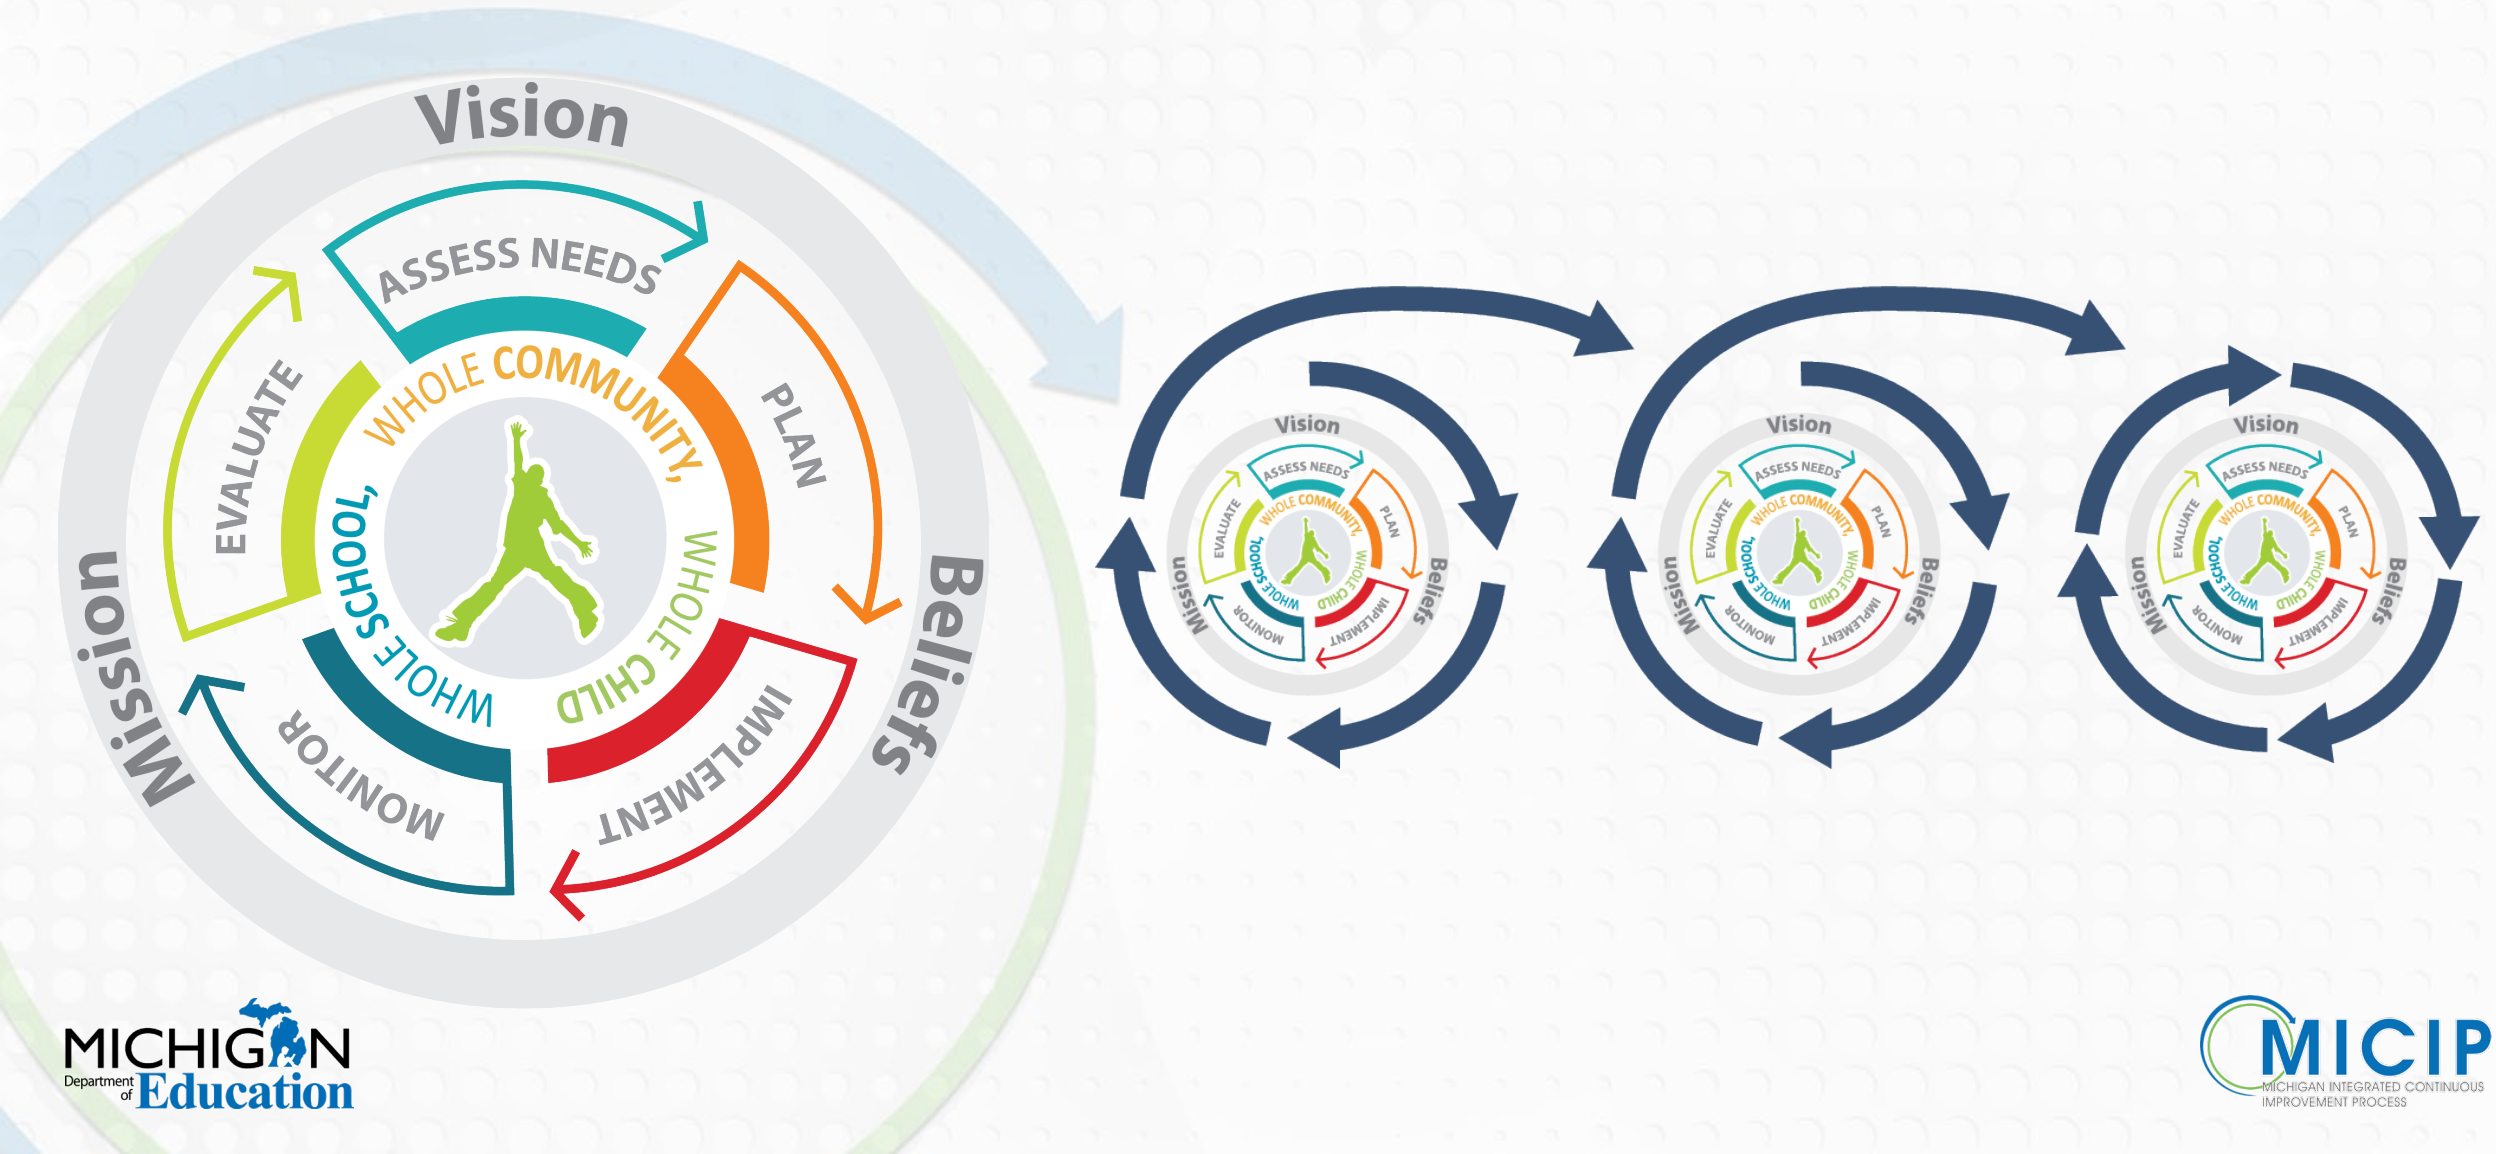 Vision
ASSESS NEEDS
PLAN
IMPLEMENT
MONITOR
EVALUATE
WHOLE COMMUNITY,
WHOLE CHILD
WHOLE SCHOOL,
Beliefs
Mission
Vision
ASSESS NEEDS
PLAN
IMPLEMENT
MONITOR
EVALUATE
WHOLE COMMUNITY,
WHOLE CHILD
WHOLE SCHOOL,
Beliefs
Mission
Vision
ASSESS NEEDS
PLAN
IMPLEMENT
MONITOR
EVALUATE
WHOLE COMMUNITY,
WHOLE CHILD
WHOLE SCHOOL,
Beliefs
Mission
Vision
ASSESS NEEDS
PLAN
IMPLEMENT
MONITOR
EVALUATE
WHOLE COMMUNITY,
WHOLE CHILD
WHOLE SCHOOL,
Beliefs
Mission
MICHIGAN
Department
of Education
MICIP
MICHIGAN INTEGRATED CONTINUOUS
IMPROVEMENT PROCESS